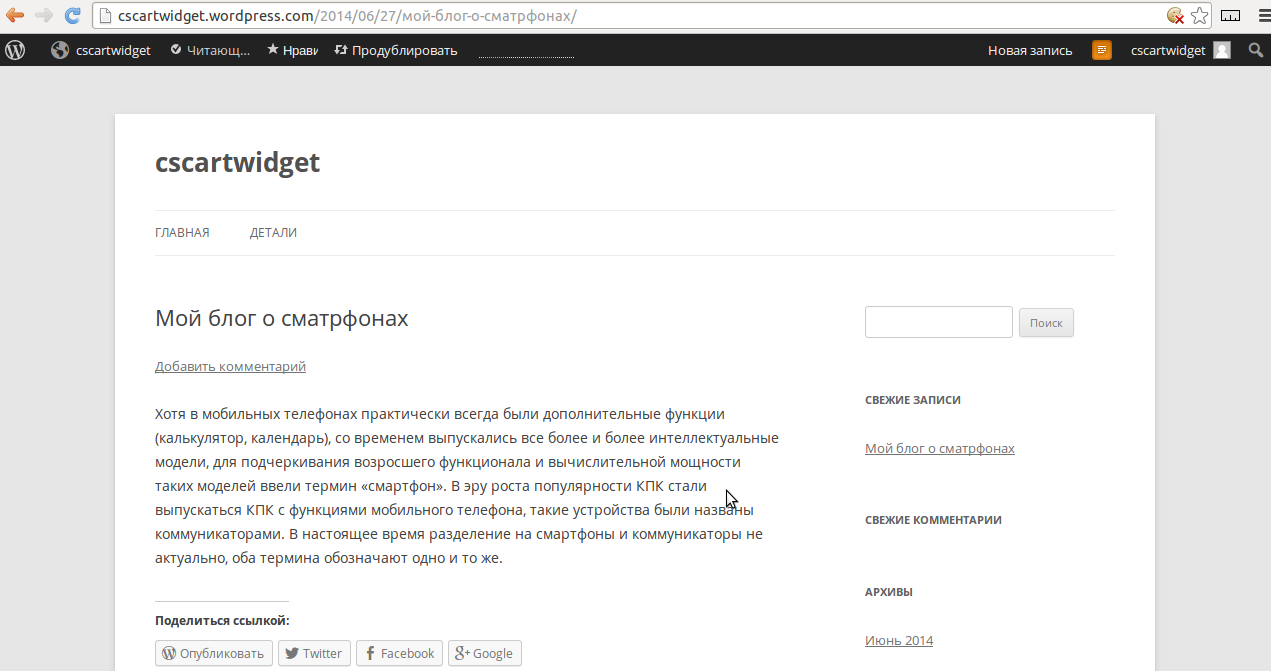 cscartwidget.wordpress.com/2014/06/27/мой-блог-о-сматрфонах/
cscartwidget Читающ... Нрави Продублировать Новая запись cscartwidget
cscartwidget
ГЛАВНАЯ ДЕТАЛИ
Мой блог о сматрфонах
Добавить комментарий
Хотя в мобильных телефонах практически всегда были дополнительные функции
(калькулятор, календарь), со временем выпускались все более и более интеллектуальные
модели, для подчеркивания возросшего функционала и вычислительной мощности
таких моделей ввели термин «смартфон». В эру роста популярности КПК стали
выпускаться КПК с функциями мобильного телефона, такие устройства были названы
коммуникаторами. В настоящее время разделение на смартфоны и коммуникаторы не
актуально, оба термина обозначают одно и то же.
Поделиться ссылкой:
Опубликовать Twitter Facebook Google
Поиск
СВЕЖИЕ ЗАПИСИ
Мой блог о сматрфонах
СВЕЖИЕ КОММЕНТАРИИ
АРХИВЫ
Июнь 2014